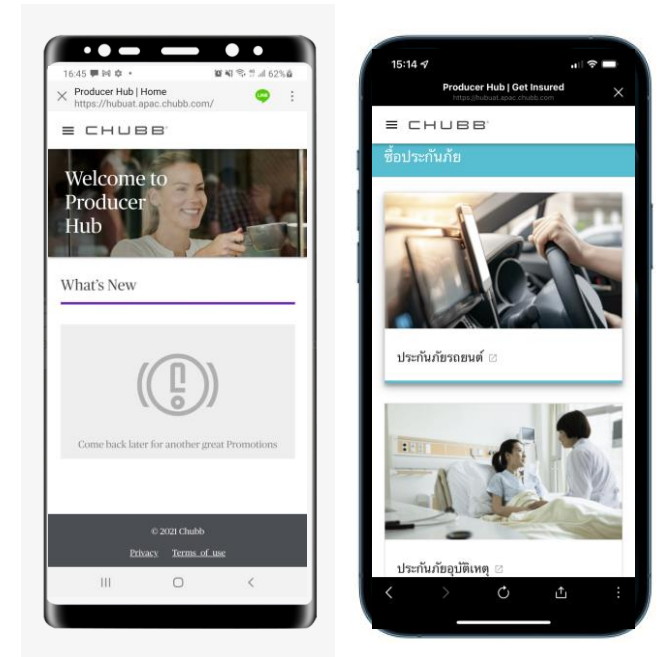 16:45
62%
Producer Hub | Home
https://hubuat.apac.chubb.com/
LINE
CHUBB
Welcome to
Producer
Hub
What's New
Come back later for another great Promotions
© 2021 Chubb
Privacy Terms of use
15:14
Producer Hub | Get Insured
https://hubuat.apac.chubb.com
CHUBB
ซื้อประกันภัย
ประกันภัยรถยนต์
ประกันภัยอุบัติเหตุ